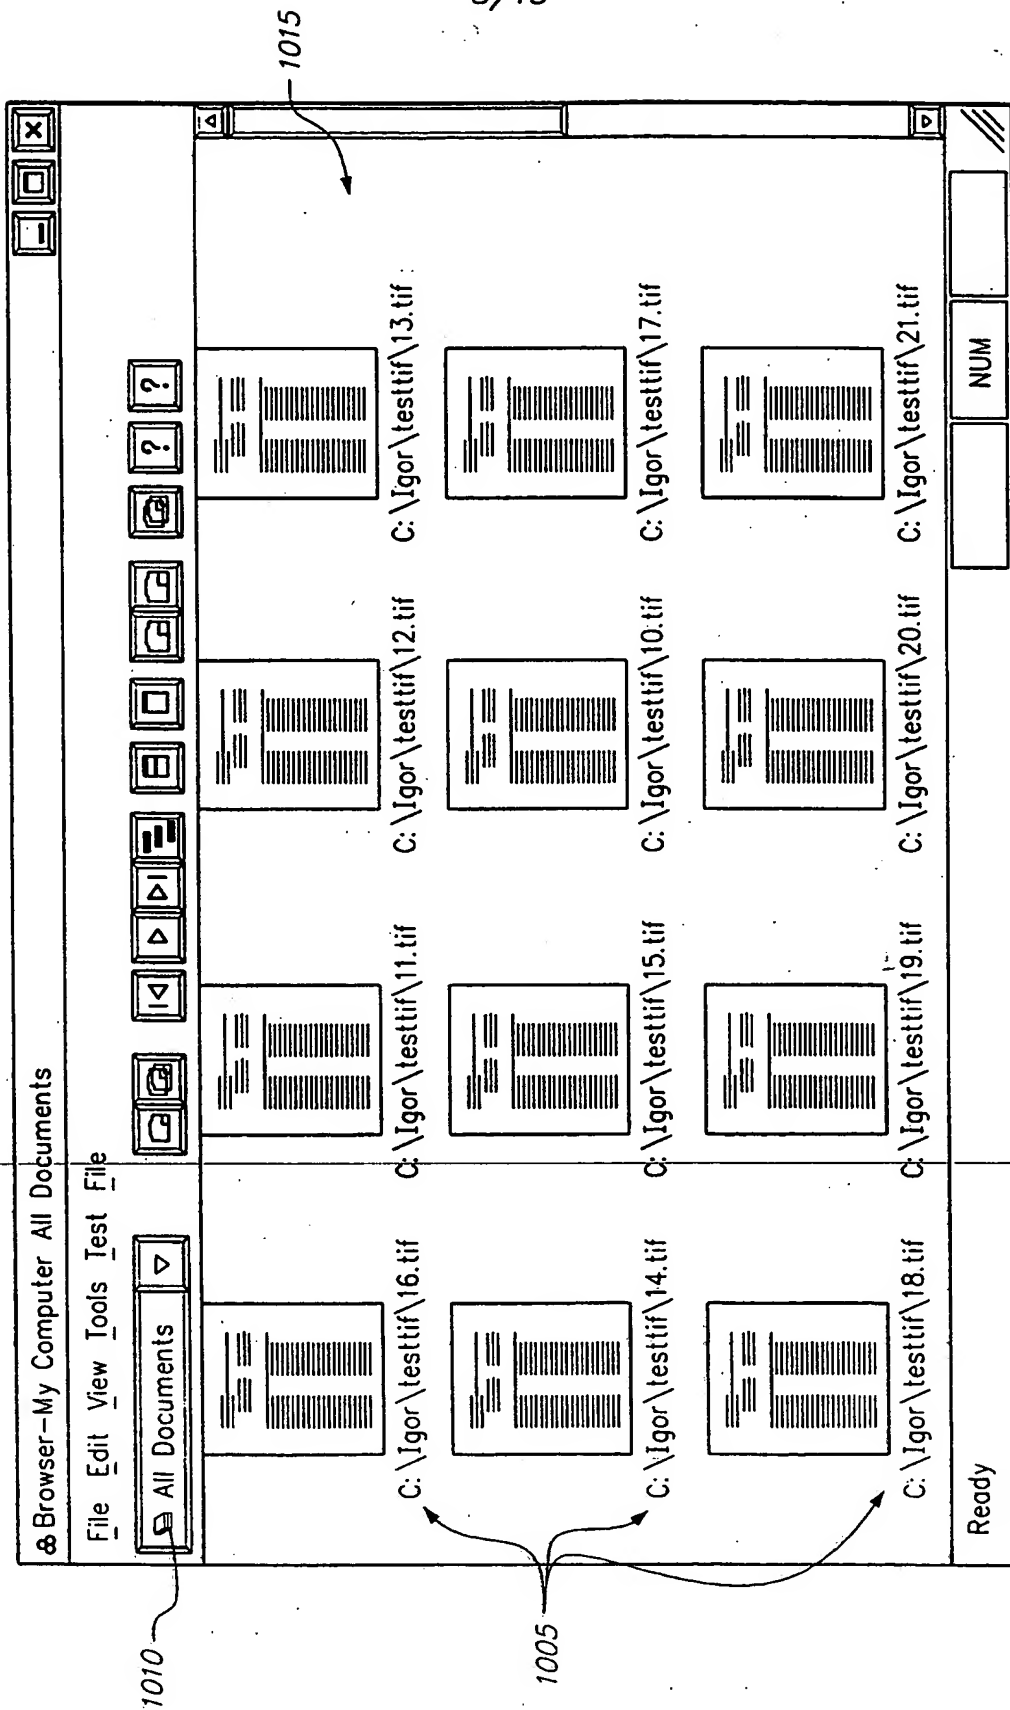 1015
Browser-My Computer All Documents
File Edit View Tools Test File
All Documents
? ?
1010
C:\Igor\testtif\16.tif C:\Igor\testtif\11.tif C:\Igor\testtif\12.tif C:\Igor\testtif\13.tif
C:\Igor\testtif\14.tif C:\Igor\testtif\15.tif C:\Igor\testtif\10.tif C:\Igor\testtif\17.tif
1005
C:\Igor\testtif\18.tif C:\Igor\testtif\19.tif C:\Igor\testtif\20.tif C:\Igor\testtif\21.tif
Ready NUM